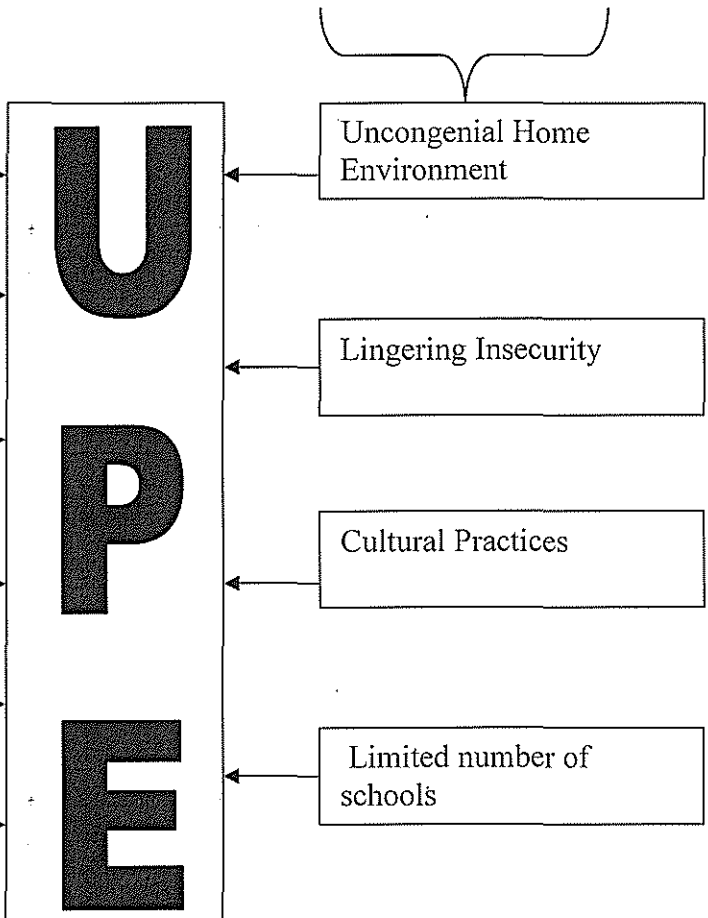 U
P
E
Uncongenial Home
Environment
Lingering Insecurity
Cultural Practices
Limited number of
schools